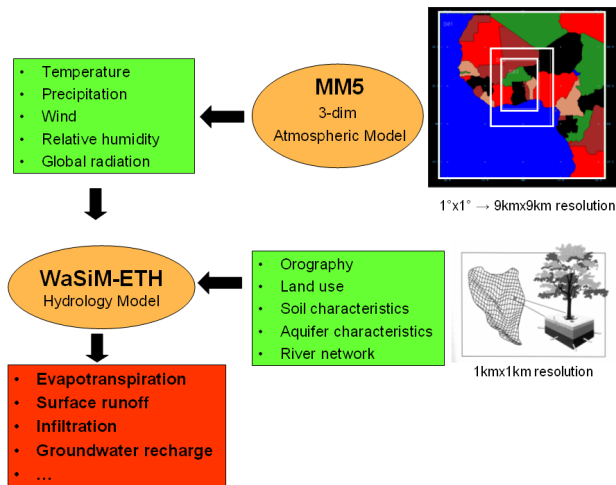 • Temperature
• Precipitation
• Wind
• Relative humidity
• Global radiation
MM5
3-dim
Atmospheric Model
1°x1° → 9kmx9km resolution
WaSiM-ETH
Hydrology Model
• Orography
• Land use
• Soil characteristics
• Aquifer characteristics
• River network
1kmx1km resolution
• Evapotranspiration
• Surface runoff
• Infiltration
• Groundwater recharge
• …